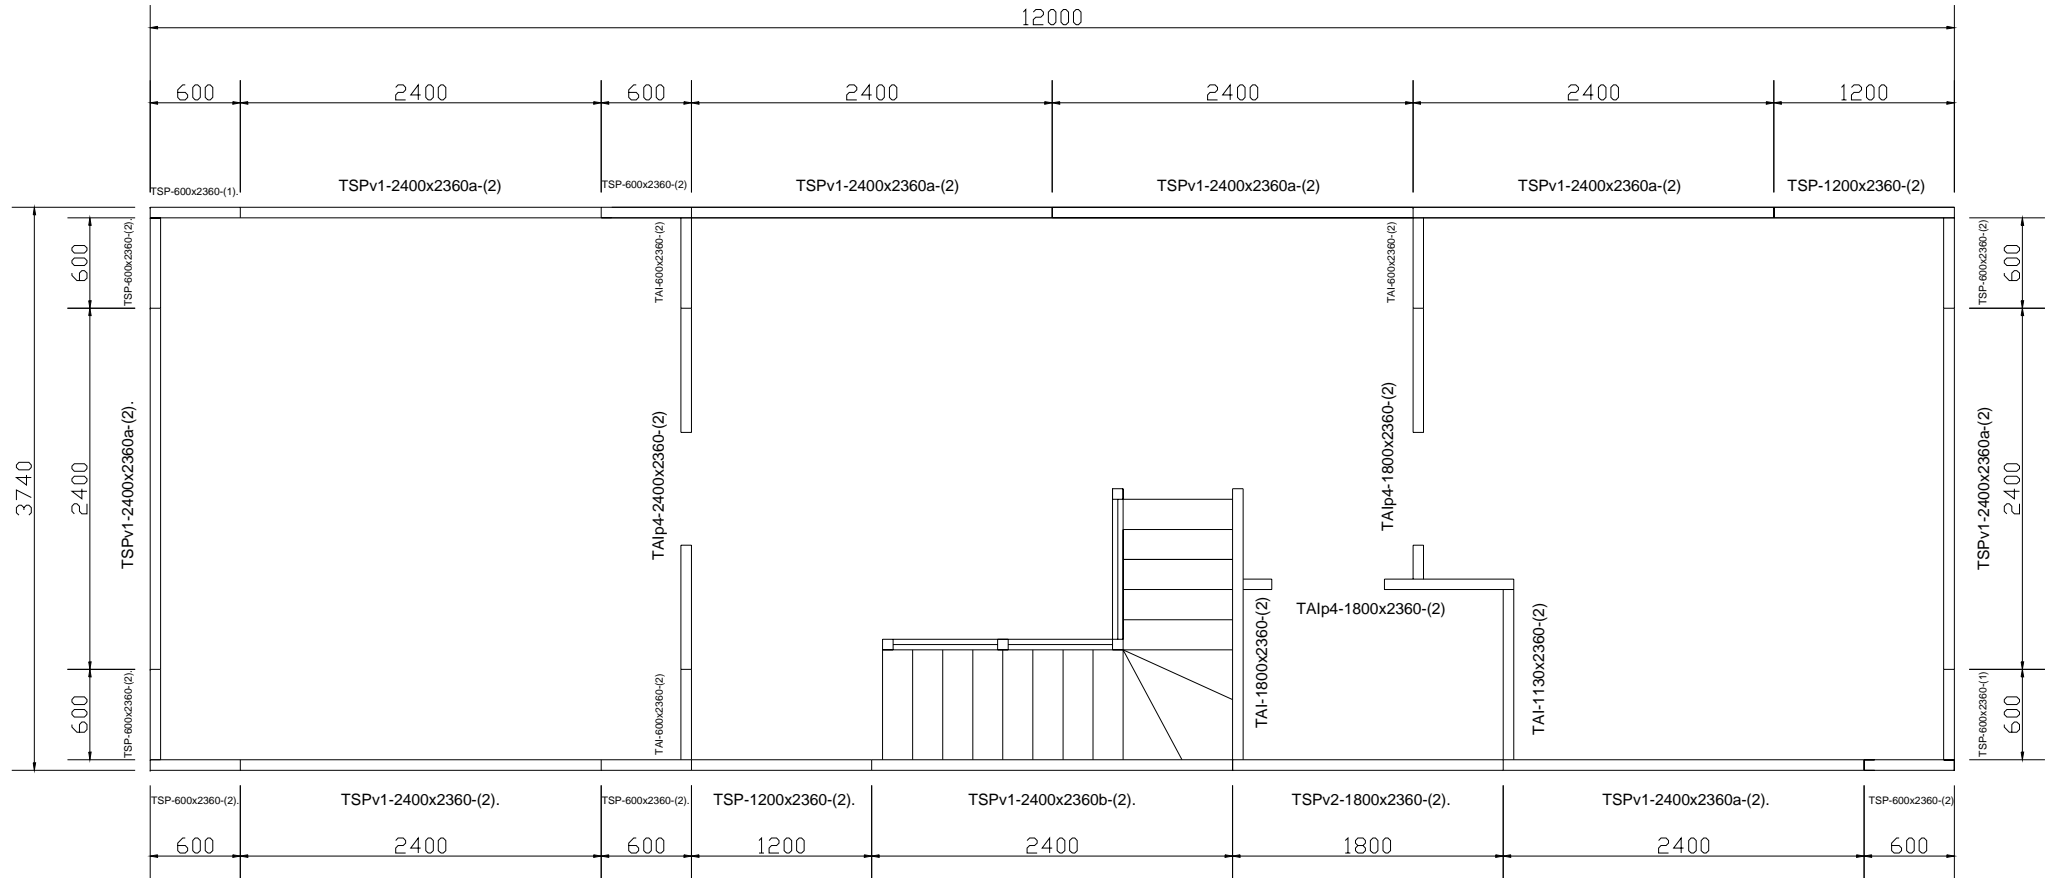 12000
600
2400
600
2400
2400
2400
1200
TSP-600x2360-(1).
TSPv1-2400x2360a-(2)
TSP-600x2360-(2)
TSPv1-2400x2360a-(2)
TSPv1-2400x2360a-(2)
TSPv1-2400x2360a-(2)
TSP-1200x2360-(2)
3740
600
2400
600
TSP-600x2360-(2).
TSPv1-2400x2360a-(2).
TSP-600x2360-(2).
TAI-600x2360-(2)
TAIp4-2400x2360-(2)
TAI-600x2360-(2)
TAI-600x2360-(2)
TAIp4-1800x2360-(2)
TAIp4-1800x2360-(2)
TAI-1800x2360-(2)
TAI-1130x2360-(2)
TSP-600x2360-(2)
TSPv1-2400x2360a-(2)
TSP-600x2360-(1)
600
2400
600
TSP-600x2360-(2).
TSPv1-2400x2360-(2).
TSP-600x2360-(2).
TSP-1200x2360-(2).
TSPv1-2400x2360b-(2).
TSPv2-1800x2360-(2).
TSPv1-2400x2360a-(2).
TSP-600x2360-(2)
600
2400
600
1200
2400
1800
2400
600